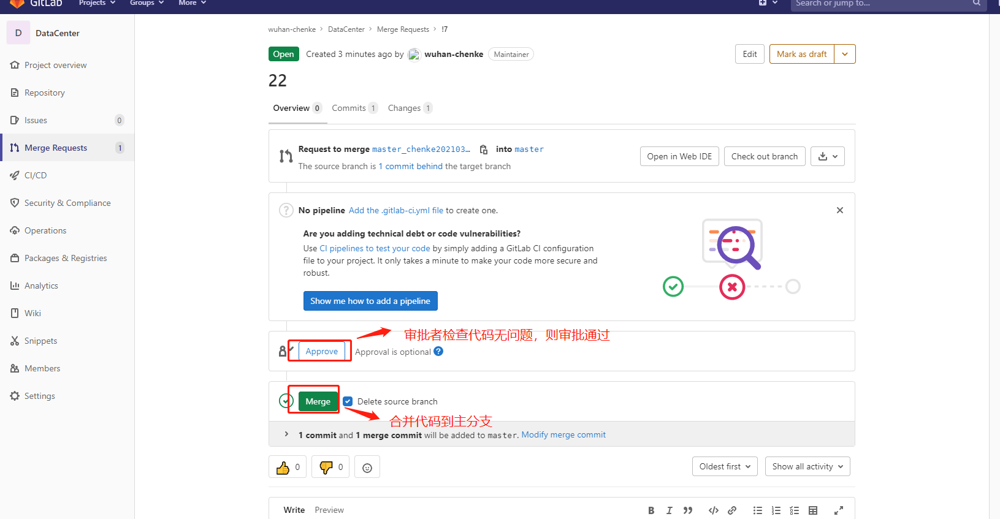 GitLab
Projects
Groups
More
Search or jump to...
D
DataCenter
Project overview
Repository
Issues 0
Merge Requests 1
CI/CD
Security & Compliance
Operations
Packages & Registries
Analytics
Wiki
Snippets
Members
Settings
wuhan-chenke > DataCenter > Merge Requests > !7
Open Created 3 minutes ago by wuhan-chenke Maintainer
Edit
Mark as draft
22
Overview 0 Commits 1 Changes 1
Request to merge master_chenke202103... into master
The source branch is 1 commit behind the target branch
Open in Web IDE
Check out branch
No pipeline Add the .gitlab-ci.yml file to create one.
Are you adding technical debt or code vulnerabilities?
Use CI pipelines to test your code by simply adding a GitLab CI configuration
file to your project. It only takes a minute to make your code more secure and
robust.
Show me how to add a pipeline
审批者检查代码无问题，则审批通过
Approve Approval is optional ?
Merge Delete source branch
合并代码到主分支
1 commit and 1 merge commit will be added to master. Modify merge commit
0
0
Oldest first
Show all activity
Write Preview